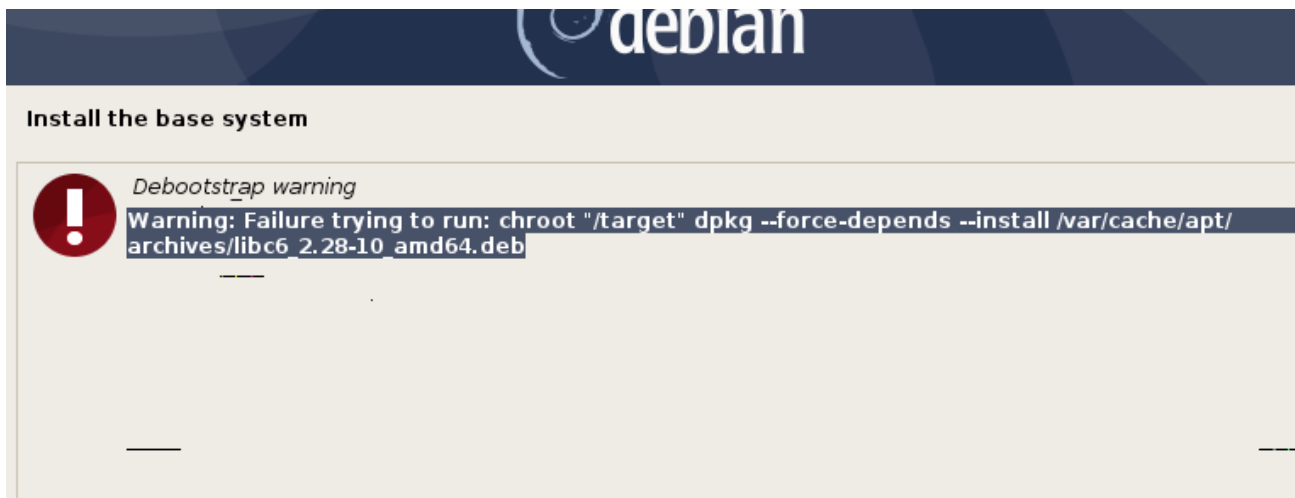 debian
Install the base system
Debootstrap warning
Warning: Failure trying to run: chroot "/target" dpkg --force-depends --install /var/cache/apt/
archives/libc6_2.28-10_amd64.deb